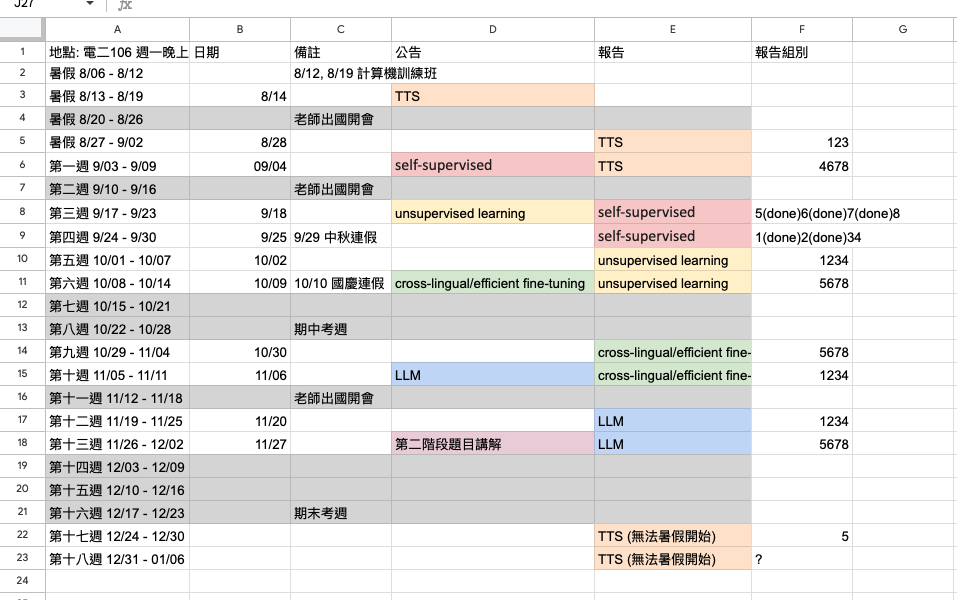 J27 fx
A B C D E F G
1 地點: 電二106 週一晚上 日期 備註 公告 報告 報告組別
2 暑假 8/06 - 8/12 8/12, 8/19 計算機訓練班
3 暑假 8/13 - 8/19 8/14 TTS
4 暑假 8/20 - 8/26 老師出國開會
5 暑假 8/27 - 9/02 8/28 TTS 123
6 第一週 9/03 - 9/09 09/04 self-supervised TTS 4678
7 第二週 9/10 - 9/16 老師出國開會
8 第三週 9/17 - 9/23 9/18 unsupervised learning self-supervised 5(done)6(done)7(done)8
9 第四週 9/24 - 9/30 9/25 9/29 中秋連假 self-supervised 1(done)2(done)34
10 第五週 10/01 - 10/07 10/02 unsupervised learning 1234
11 第六週 10/08 - 10/14 10/09 10/10 國慶連假 cross-lingual/efficient fine-tuning unsupervised learning 5678
12 第七週 10/15 - 10/21
13 第八週 10/22 - 10/28 期中考週
14 第九週 10/29 - 11/04 10/30 cross-lingual/efficient fine- 5678
15 第十週 11/05 - 11/11 11/06 LLM cross-lingual/efficient fine- 1234
16 第十一週 11/12 - 11/18 老師出國開會
17 第十二週 11/19 - 11/25 11/20 LLM 1234
18 第十三週 11/26 - 12/02 11/27 第二階段題目講解 LLM 5678
19 第十四週 12/03 - 12/09
20 第十五週 12/10 - 12/16
21 第十六週 12/17 - 12/23 期末考週
22 第十七週 12/24 - 12/30 TTS (無法暑假開始) 5
23 第十八週 12/31 - 01/06 TTS (無法暑假開始) ?
24